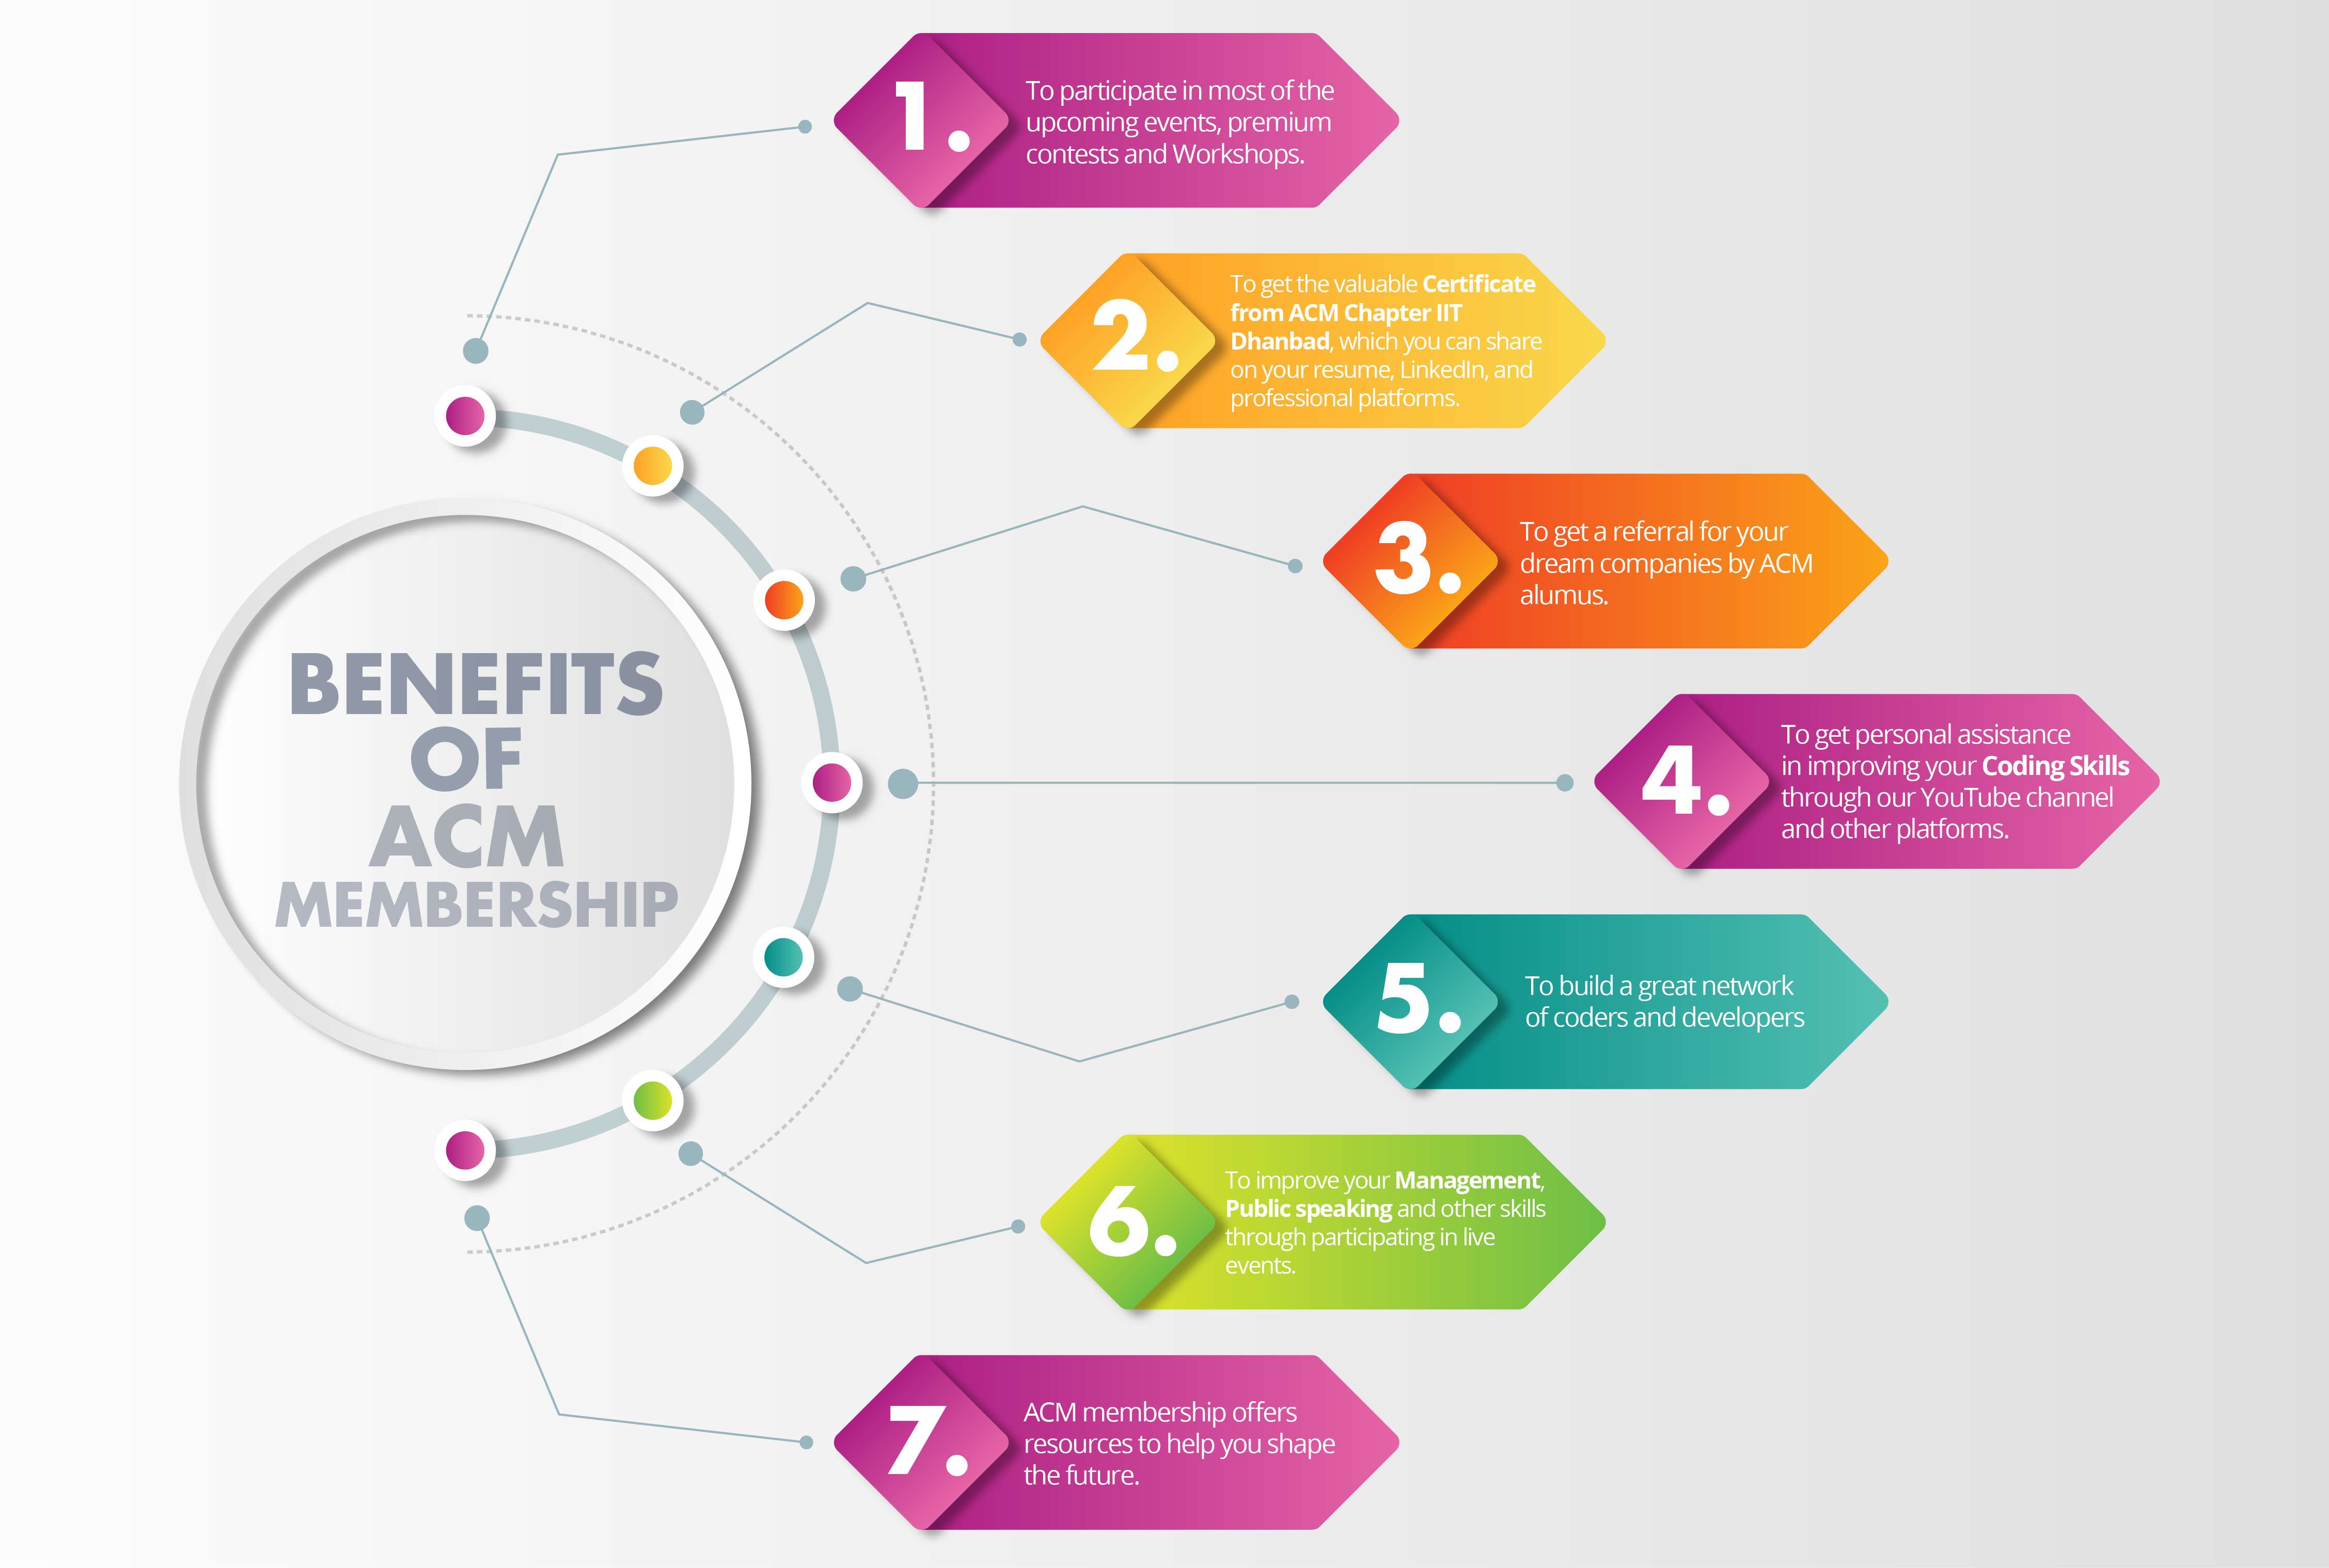 BENEFITS
OF
ACM
MEMBERSHIP
1.
To participate in most of the
upcoming events, premium
contests and Workshops.
2.
To get the valuable Certificate
from ACM Chapter IIT
Dhanbad, which you can share
on your resume, LinkedIn, and
professional platforms.
3.
To get a referral for your
dream companies by ACM
alumus.
4.
To get personal assistance
in improving your Coding Skills
through our YouTube channel
and other platforms.
5.
To build a great network
of coders and developers
6.
To improve your Management,
Public speaking and other skills
through participating in live
events.
7.
ACM membership offers
resources to help you shape
the future.